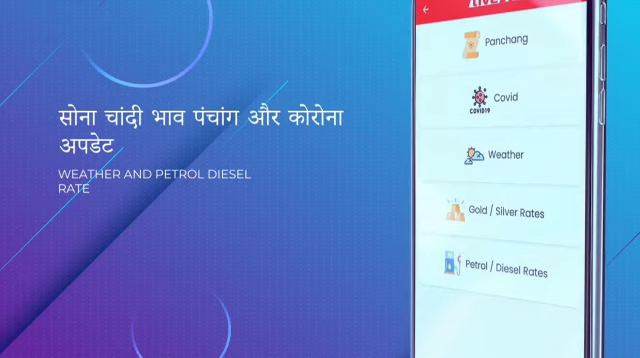 सोना चांदी भाव पंचांग और कोरोना
अपडेट
WEATHER AND PETROL DIESEL
RATE
Panchang
COVID19
Covid
Weather
Gold / Silver Rates
Petrol / Diesel Rates